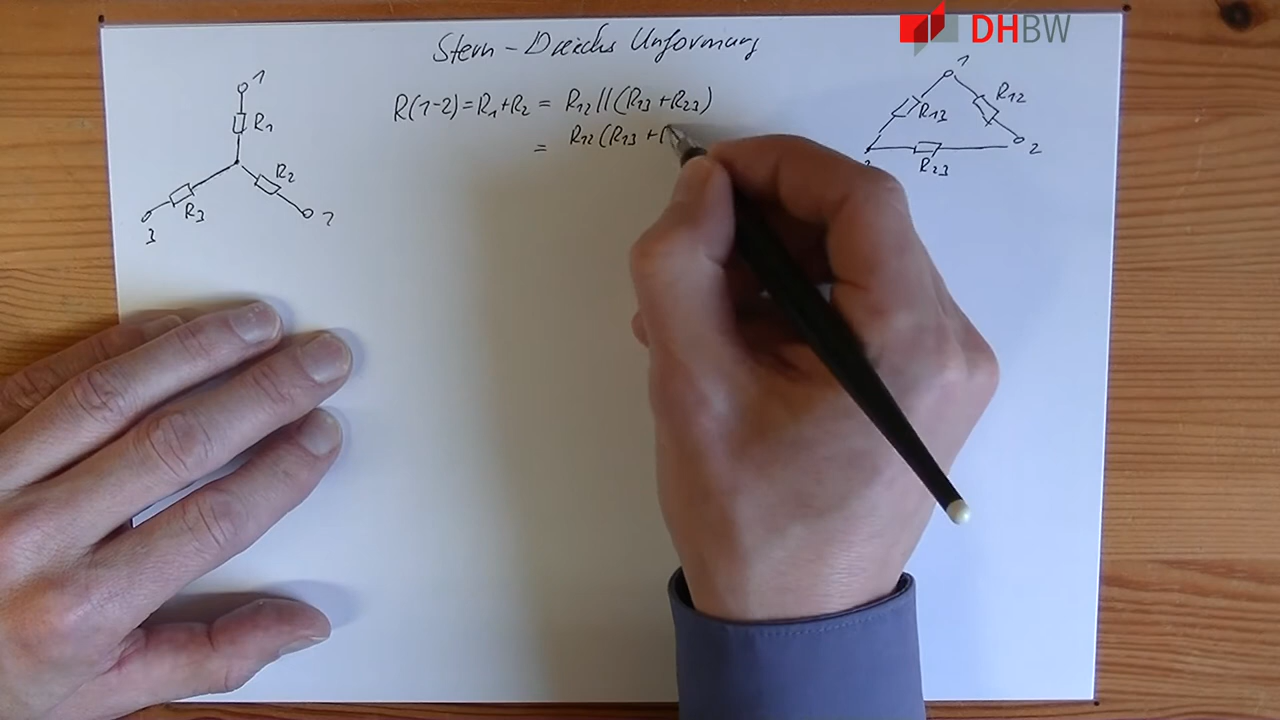 Stern-Dreiecks Umformung
DHBW
R(1-2) = R1 + R2 = R12 // (R13 + R23)
= R12 (R13 + (
1
R1
R2
2
R3
3
1
R13
R12
2
R23